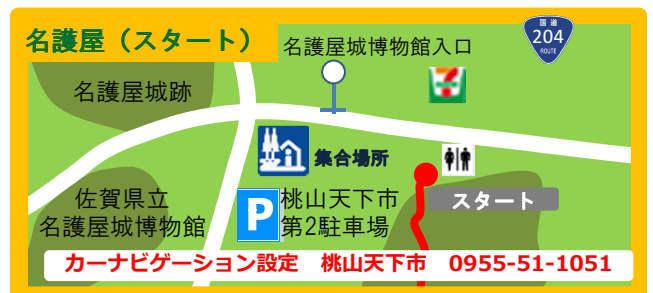 名護屋（スタート）
名護屋城博物館入口
国道
204
ROUTE
名護屋城跡
集合場所
佐賀県立
名護屋城博物館
P
桃山天下市
第2駐車場
スタート
カーナビゲーション設定　桃山天下市　0955-51-1051